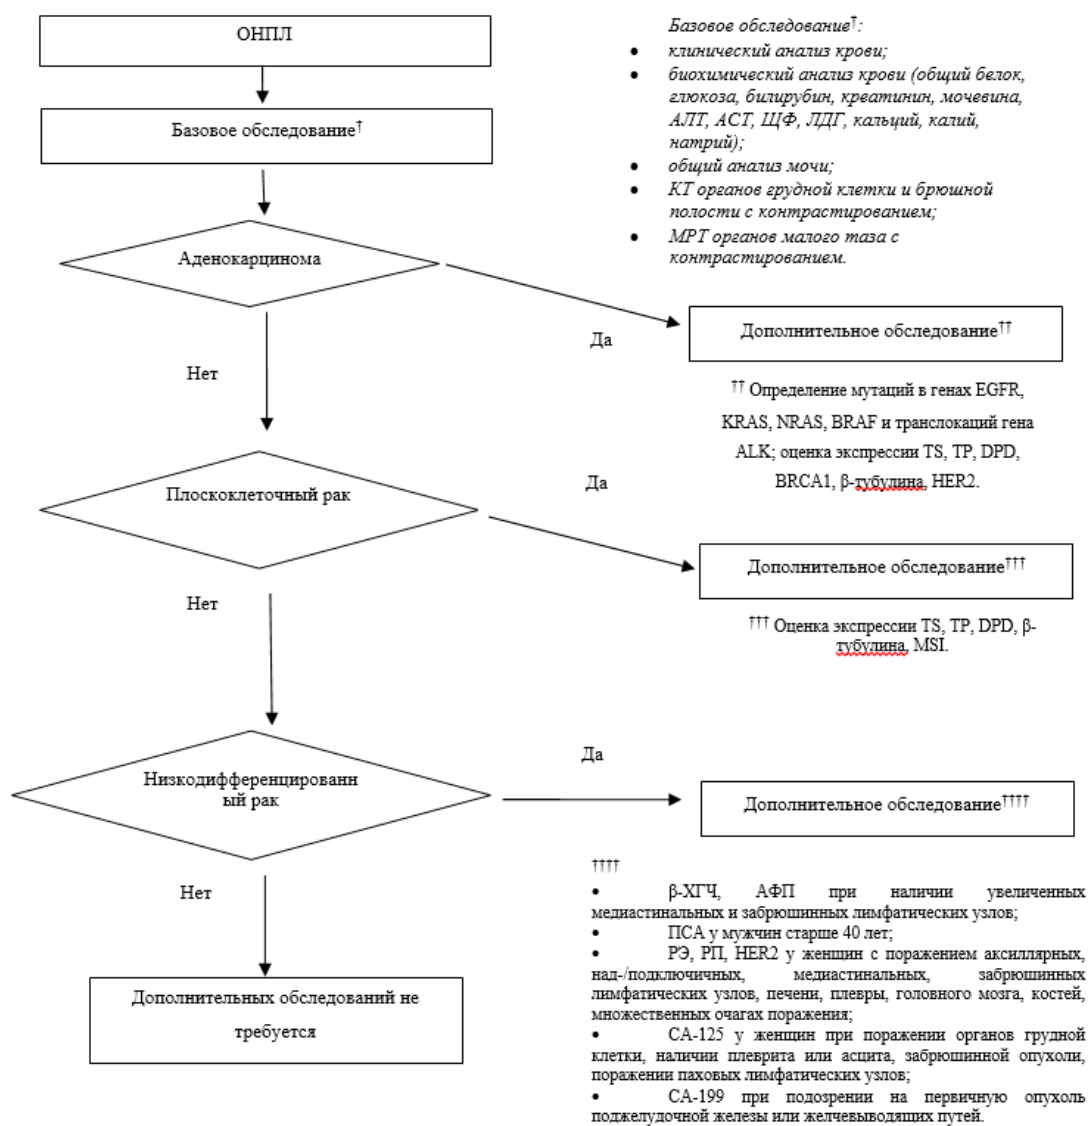 ОНПЛ
Базовое обследование†
Аденокарцинома
Да
Нет
Плоскоклеточный рак
Да
Нет
Низкодифференцированн
ый рак
Да
Нет
Дополнительных обследований не
требуется
Базовое обследование†:
• клинический анализ крови;
• биохимический анализ крови (общий белок,
глюкоза, билирубин, креатинин, мочевина,
АЛТ, АСТ, ЩФ, ЛДГ, кальций, калий,
натрий);
• общий анализ мочи;
• КТ органов грудной клетки и брюшной
полости с контрастированием;
• МРТ органов малого таза с
контрастированием.
Дополнительное обследование††
†† Определение мутаций в генах EGFR,
KRAS, NRAS, BRAF и транслокаций гена
ALK; оценка экспрессии TS, TP, DPD,
BRCA1, β-тубулина, HER2.
Дополнительное обследование†††
††† Оценка экспрессии TS, TP, DPD, β-
тубулина, MSI.
Дополнительное обследование††††
††††
• β-ХГЧ, АФП при наличии увеличенных
медиастинальных и забрюшинных лимфатических узлов;
• ПСА у мужчин старше 40 лет;
• РЭ, РП, HER2 у женщин с поражением аксиллярных,
над-/подключичных, медиастинальных, забрюшинных
лимфатических узлов, печени, плевры, головного мозга, костей,
множественных очагах поражения;
• СА-125 у женщин при поражении органов грудной
клетки, наличии плеврита или асцита, забрюшинной опухоли,
поражении паховых лимфатических узлов;
• СА-199 при подозрении на первичную опухоль
поджелудочной железы или желчевыводящих путей.